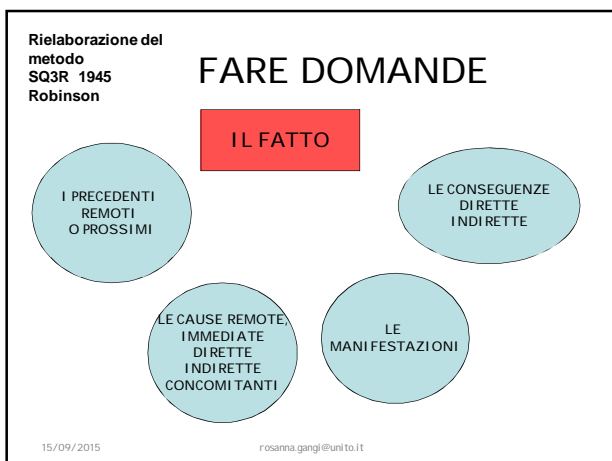 Rielaborazione del
metodo
SQ3R 1945
Robinson
FARE DOMANDE
IL FATTO
I PRECEDENTI
REMOTI
O PROSSIMI
LE CONSEGUENZE
DIRETTE
INDIRETTE
LE CAUSE REMOTE,
IMMEDIATE
DIRETTE
INDIRETTE
CONCOMITANTI
LE
MANIFESTAZIONI
15/09/2015
rosanna.gangi@unito.it